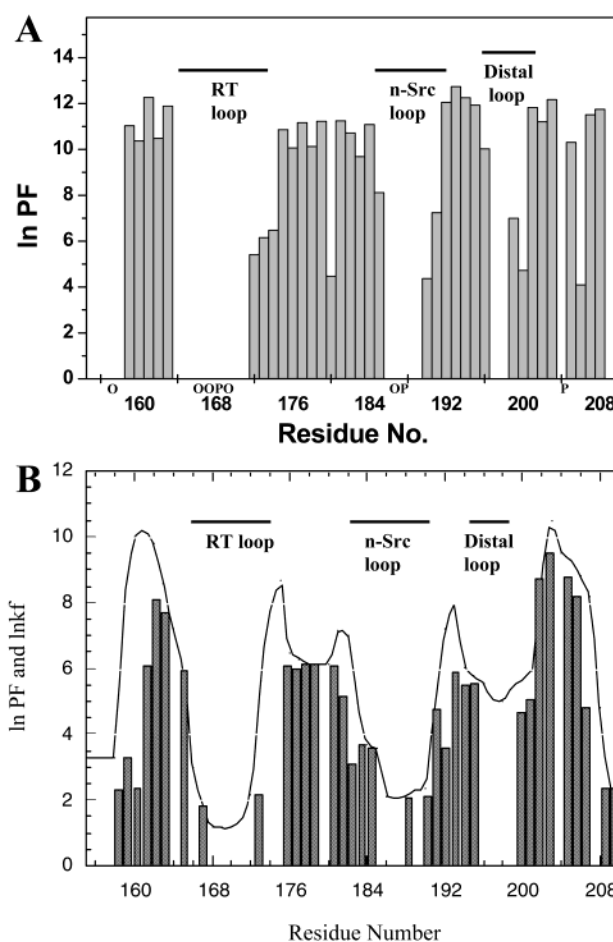 A
14
12
10
8
6
4
2
0
ln PF
RT
loop
n-Src
loop
Distal
loop
O
OOPO
OP
P
160 168 176 184 192 200 208
Residue No.
B
12
10
8
6
4
2
0
ln PF and lnkf
RT loop
n-Src
loop
Distal
loop
160 168 176 184 192 200 208
Residue Number